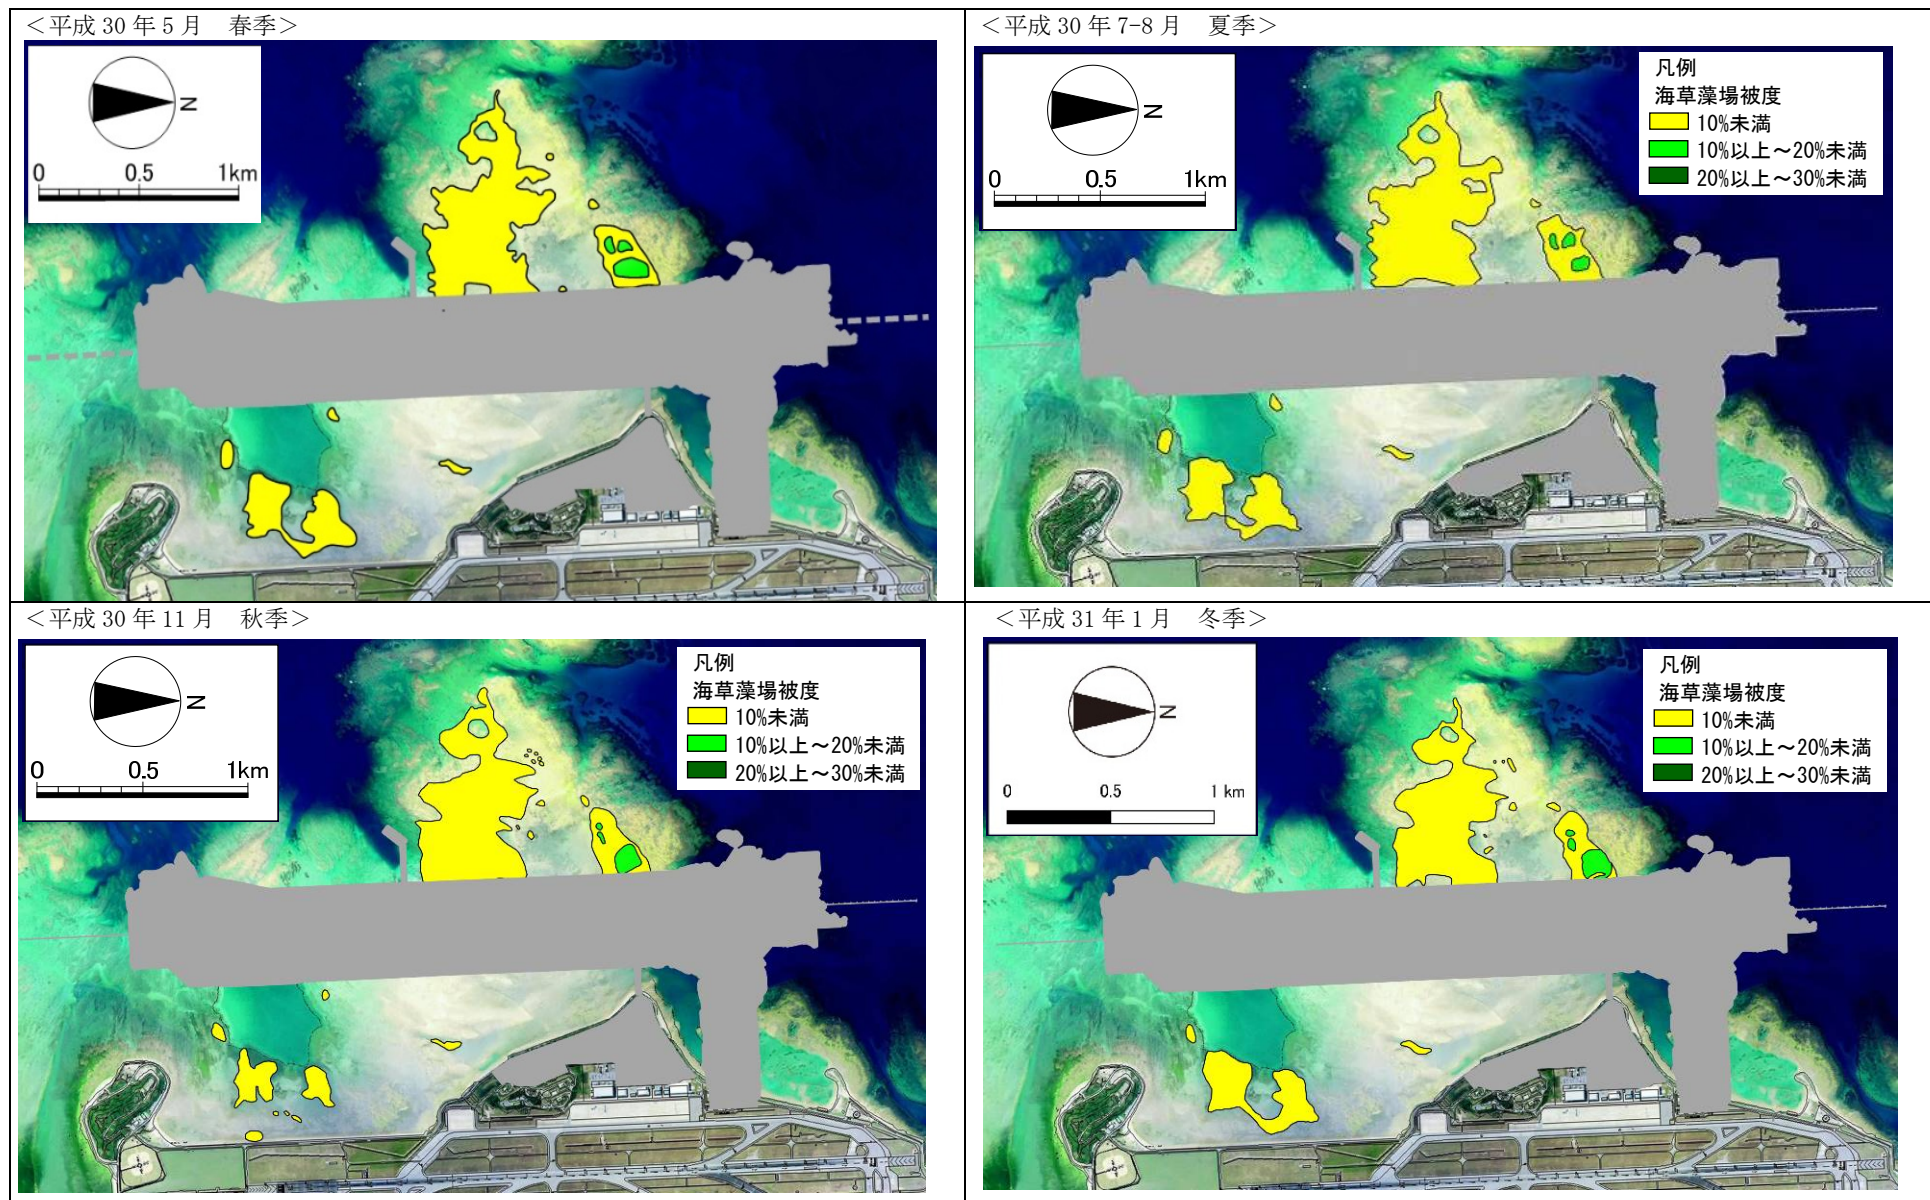 ＜平成 30 年 5 月　春季＞
N
0 0.5 1km
＜平成 30 年 7-8 月　夏季＞
N
0 0.5 1km
凡例
海草藻場被度
10%未満
10%以上～20%未満
20%以上～30%未満
＜平成 30 年 11 月　秋季＞
N
0 0.5 1km
凡例
海草藻場被度
10%未満
10%以上～20%未満
20%以上～30%未満
＜平成 31 年 1 月　冬季＞
N
0 0.5 1 km
凡例
海草藻場被度
10%未満
10%以上～20%未満
20%以上～30%未満